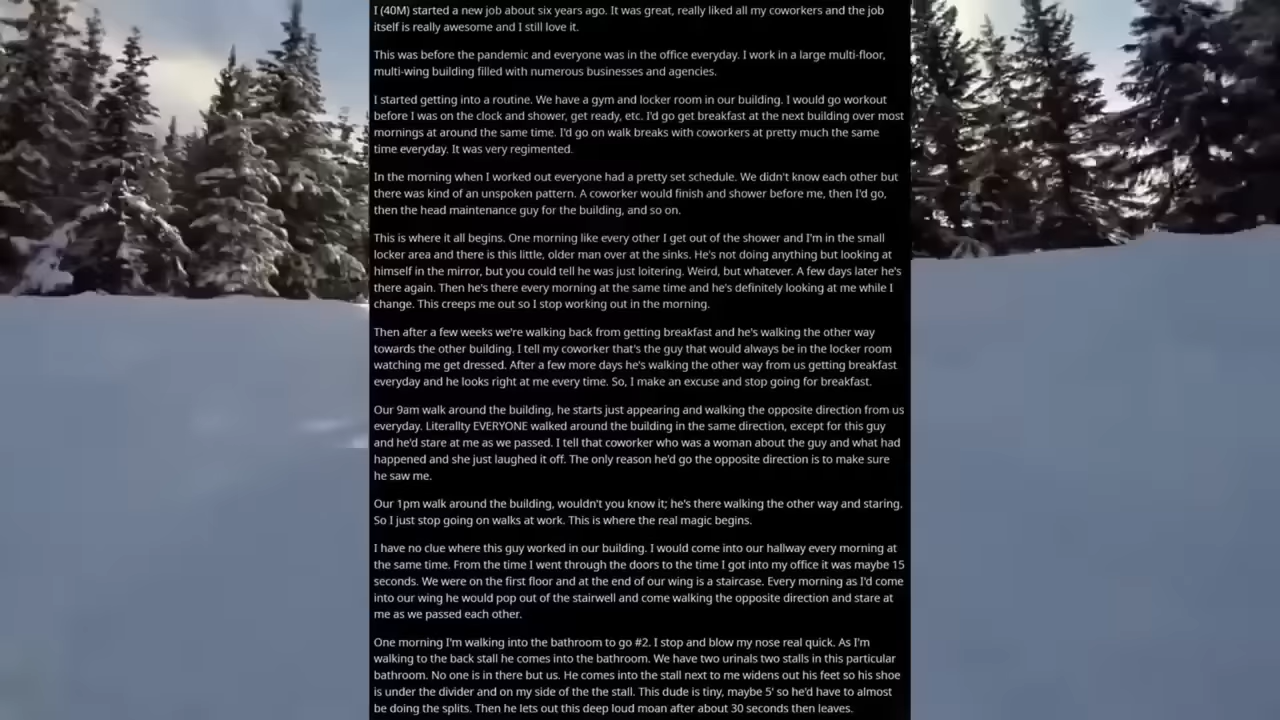 I (40M) started a new job about six years ago. It was great, really liked all my coworkers and the job
itself is really awesome and I still love it.
This was before the pandemic and everyone was in the office everyday. I work in a large multi-floor,
multi-wing building filled with numerous businesses and agencies.
I started getting into a routine. We have a gym and locker room in our building. I would go workout
before I was on the clock and shower, get ready, etc. I'd go get breakfast at the next building over most
mornings at around the same time. I'd go on walk breaks with coworkers at pretty much the same
time everyday. It was very regimented.
In the morning when I worked out everyone had a pretty set schedule. We didn't know each other but
there was kind of an unspoken pattern. A coworker would finish and shower before me, then I'd go,
then the head maintenance guy for the building, and so on.
This is where it all begins. One morning like every other I get out of the shower and I'm in the small
locker area and there is this little, older man over at the sinks. He's not doing anything but looking at
himself in the mirror, but you could tell he was just loitering. Weird, but whatever. A few days later he's
there again. Then he's there every morning at the same time and he's definitely looking at me while I
change. This creeps me out so I stop working out in the morning.
Then after a few weeks we're walking back from getting breakfast and he's walking the other way
towards the other building. I tell my coworker that's the guy that would always be in the locker room
watching me get dressed. After a few more days he's walking the other way from us getting breakfast
everyday and he looks right at me every time. So, I make an excuse and stop going for breakfast.
Our 9am walk around the building, he starts just appearing and walking the opposite direction from us
everyday. Literallty EVERYONE walked around the building in the same direction, except for this guy
and he'd stare at me as we passed. I tell that coworker who was a woman about the guy and what had
happened and she just laughed it off. The only reason he'd go the opposite direction is to make sure
he saw me.
Our 1pm walk around the building, wouldn't you know it; he's there walking the other way and staring.
So I just stop going on walks at work. This is where the real magic begins.
I have no clue where this guy worked in our building. I would come into our hallway every morning at
the same time. From the time I went through the doors to the time I got into my office it was maybe 15
seconds. We were on the first floor and at the end of our wing is a staircase. Every morning as I'd come
into our wing he would pop out of the stairwell and come walking the opposite direction and stare at
me as we passed each other.
One morning I'm walking into the bathroom to go #2. I stop and blow my nose real quick. As I'm
walking to the back stall he comes into the bathroom. We have two urinals two stalls in this particular
bathroom. No one is in there but us. He comes into the stall next to me widens out his feet so his shoe
is under the divider and on my side of the the stall. This dude is tiny, maybe 5' so he'd have to almost
be doing the splits. Then he lets out this deep loud moan after about 30 seconds then leaves.